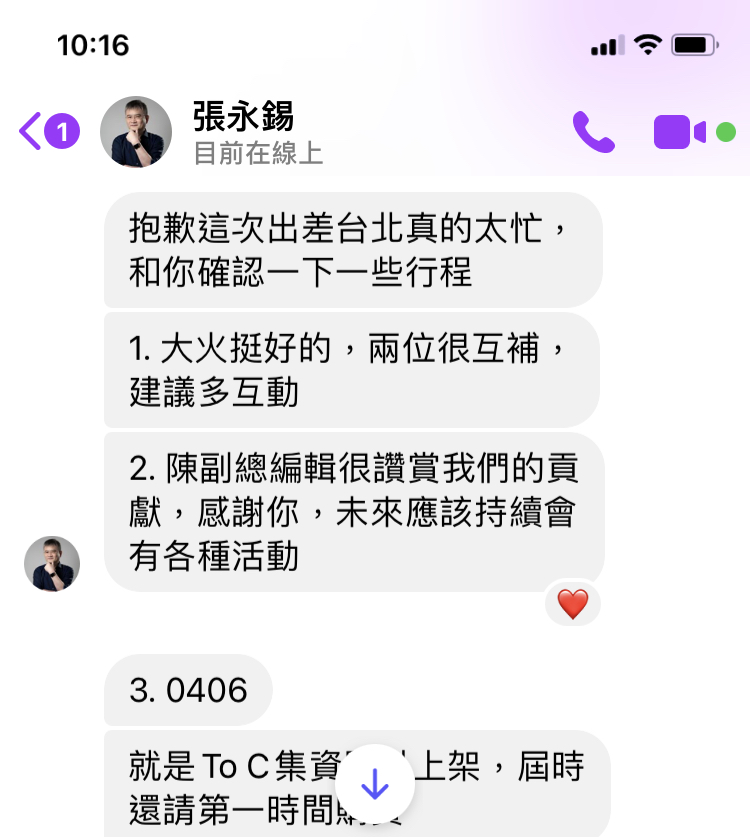 10:16
1
張永錫
目前在線上
抱歉這次出差台北真的太忙，
和你確認一下一些行程
1. 大火挺好的，兩位很互補，
建議多互動
2. 陳副總編輯很讚賞我們的貢
獻，感謝你，未來應該持續會
有各種活動
3. 0406
就是 To C集資 上架，屆時
還請第一時間